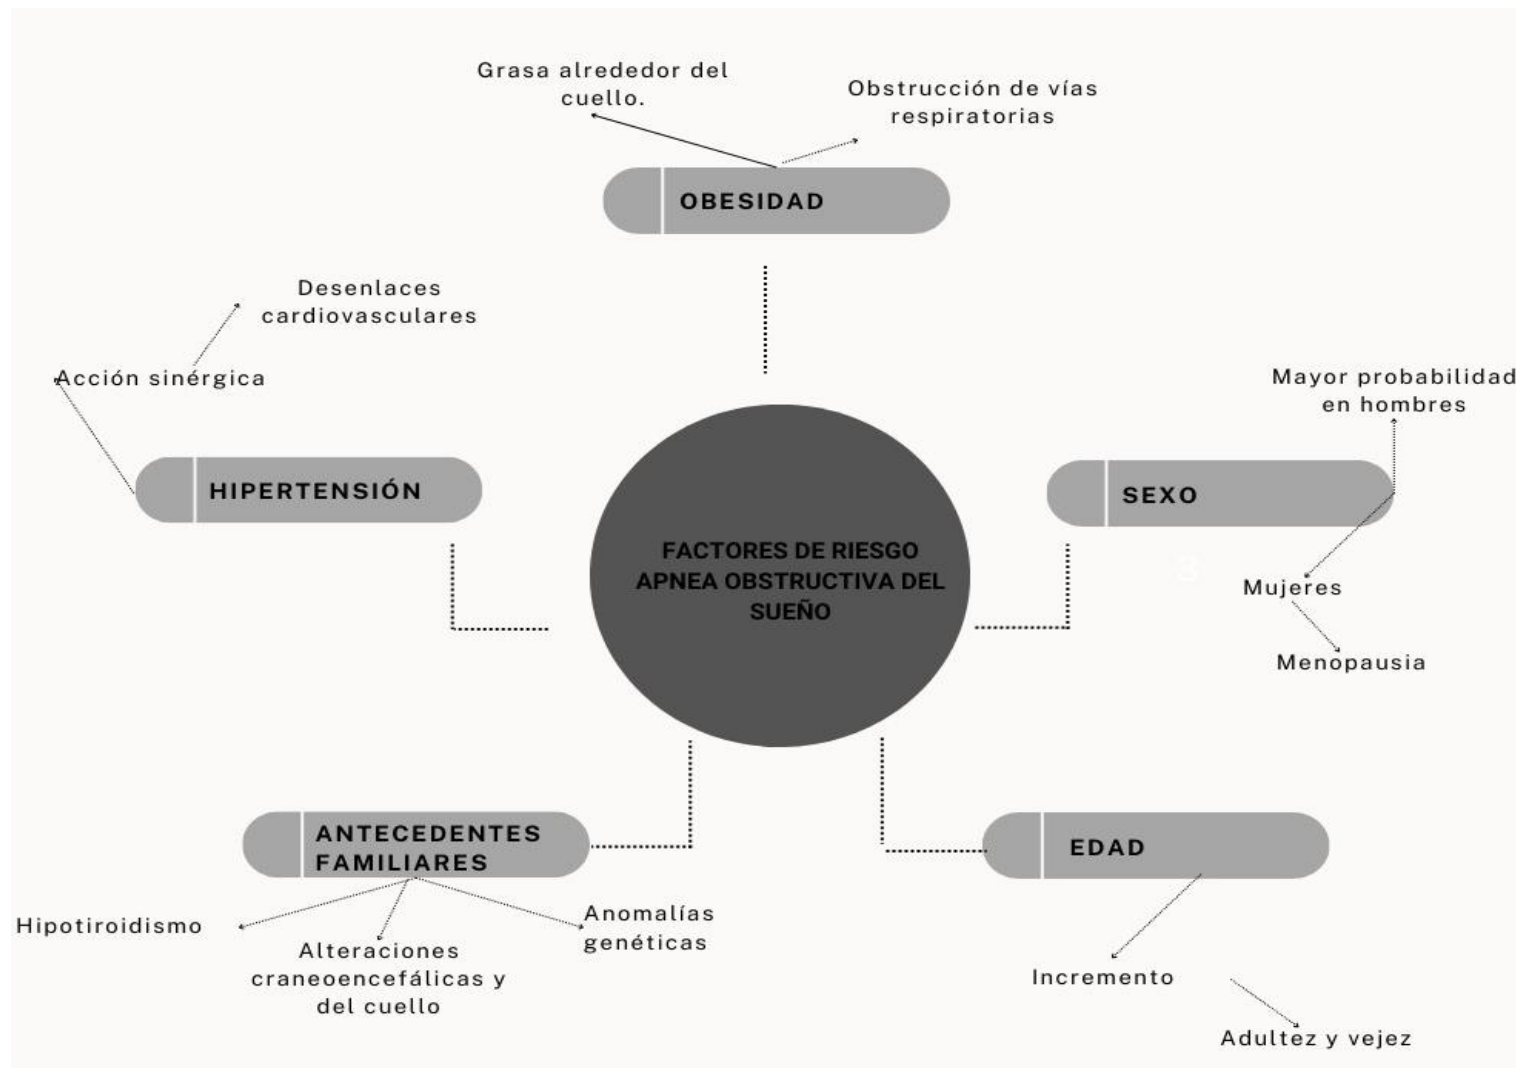 Grasa alrededor del
cuello.
Obstrucción de vías
respiratorias
OBESIDAD
Desenlaces
cardiovasculares
Acción sinérgica
HIPERTENSIÓN
Mayor probabilidad
en hombres
SEXO
Mujeres
Menopausia
FACTORES DE RIESGO
APNEA OBSTRUCTIVA DEL
SUEÑO
ANTECEDENTES
FAMILIARES
Hipotiroidismo
Alteraciones
craneoencefálicas y
del cuello
Anomalías
genéticas
EDAD
Incremento
Adultez y vejez